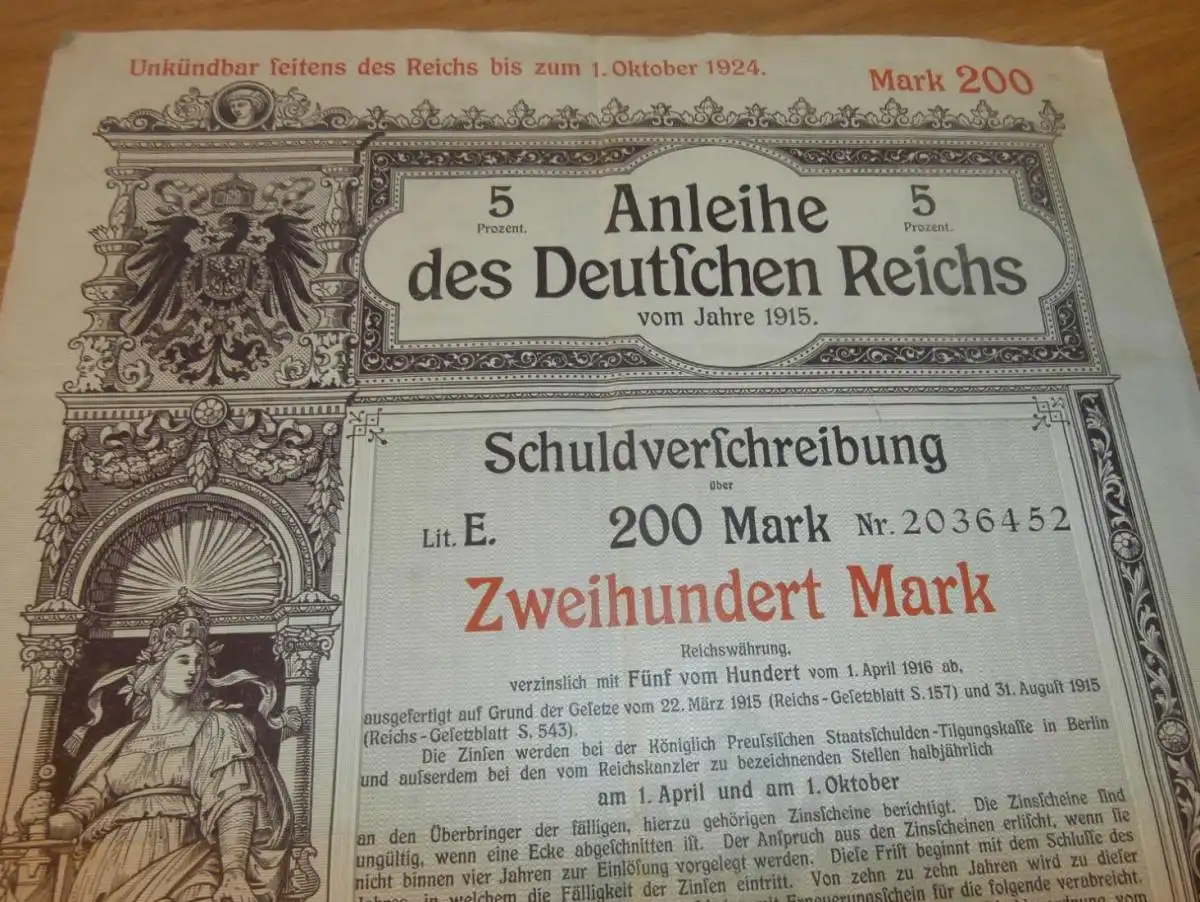 Unkündbar ſeitens des Reichs bis zum 1. Oktober 1924.
Mark 200
5 Prozent.
Anleihe
5 Prozent.
des Deutſchen Reichs
vom Jahre 1915.
Schuldverſchreibung
über
Lit. E. 200 Mark Nr. 2036452
Zweihundert Mark
Reichswährung,
verzinslich mit Fünf vom Hundert vom 1. April 1916 ab,
ausgefertigt auf Grund der Geſetze vom 22. März 1915 (Reichs-Geſetzblatt S. 157) und 31. Auguſt 1915
(Reichs-Geſetzblatt S. 543).
Die Zinſen werden bei der Königlich Preuſsiſchen Staatsſchulden-Tilgungskaſſe in Berlin
und auſserdem bei den vom Reichskanzler zu bezeichnenden Stellen halbjährlich
am 1. April und am 1. Oktober
an den Überbringer der fälligen, hierzu gehörigen Zinsſcheine berichtigt. Die Zinsſcheine ſind
ungültig, wenn eine Ecke abgeſchnitten iſt. Der Anſpruch aus den Zinsſcheinen erliſcht, wenn ſie
nicht binnen vier Jahren zur Einlöſung vorgelegt werden. Dieſe Friſt beginnt mit dem Schluſſe des
Jahres, in welchem die Fälligkeit der Zinſen eintritt. Von zehn zu zehn Jahren wird zu dieſer
mit Erneuerungsſchein für die folgende verabreicht.